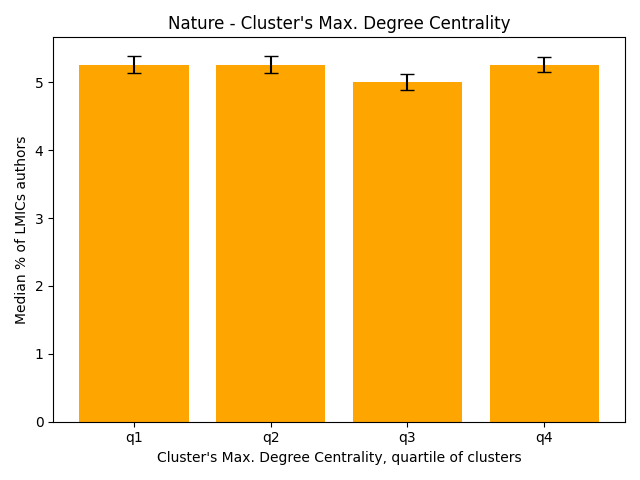 Nature - Cluster's Max. Degree Centrality
Median % of LMICs authors
5
4
3
2
1
0
q1 q2 q3 q4
Cluster's Max. Degree Centrality, quartile of clusters